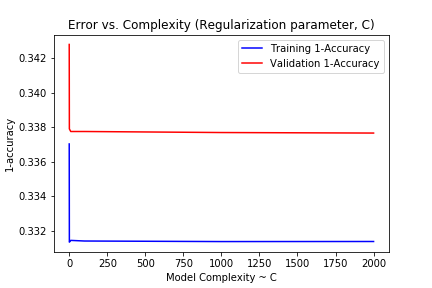 Error vs. Complexity (Regularization parameter, C)
Training 1-Accuracy
Validation 1-Accuracy
1-accuracy
0.342
0.340
0.338
0.336
0.334
0.332
0 250 500 750 1000 1250 1500 1750 2000
Model Complexity ~ C